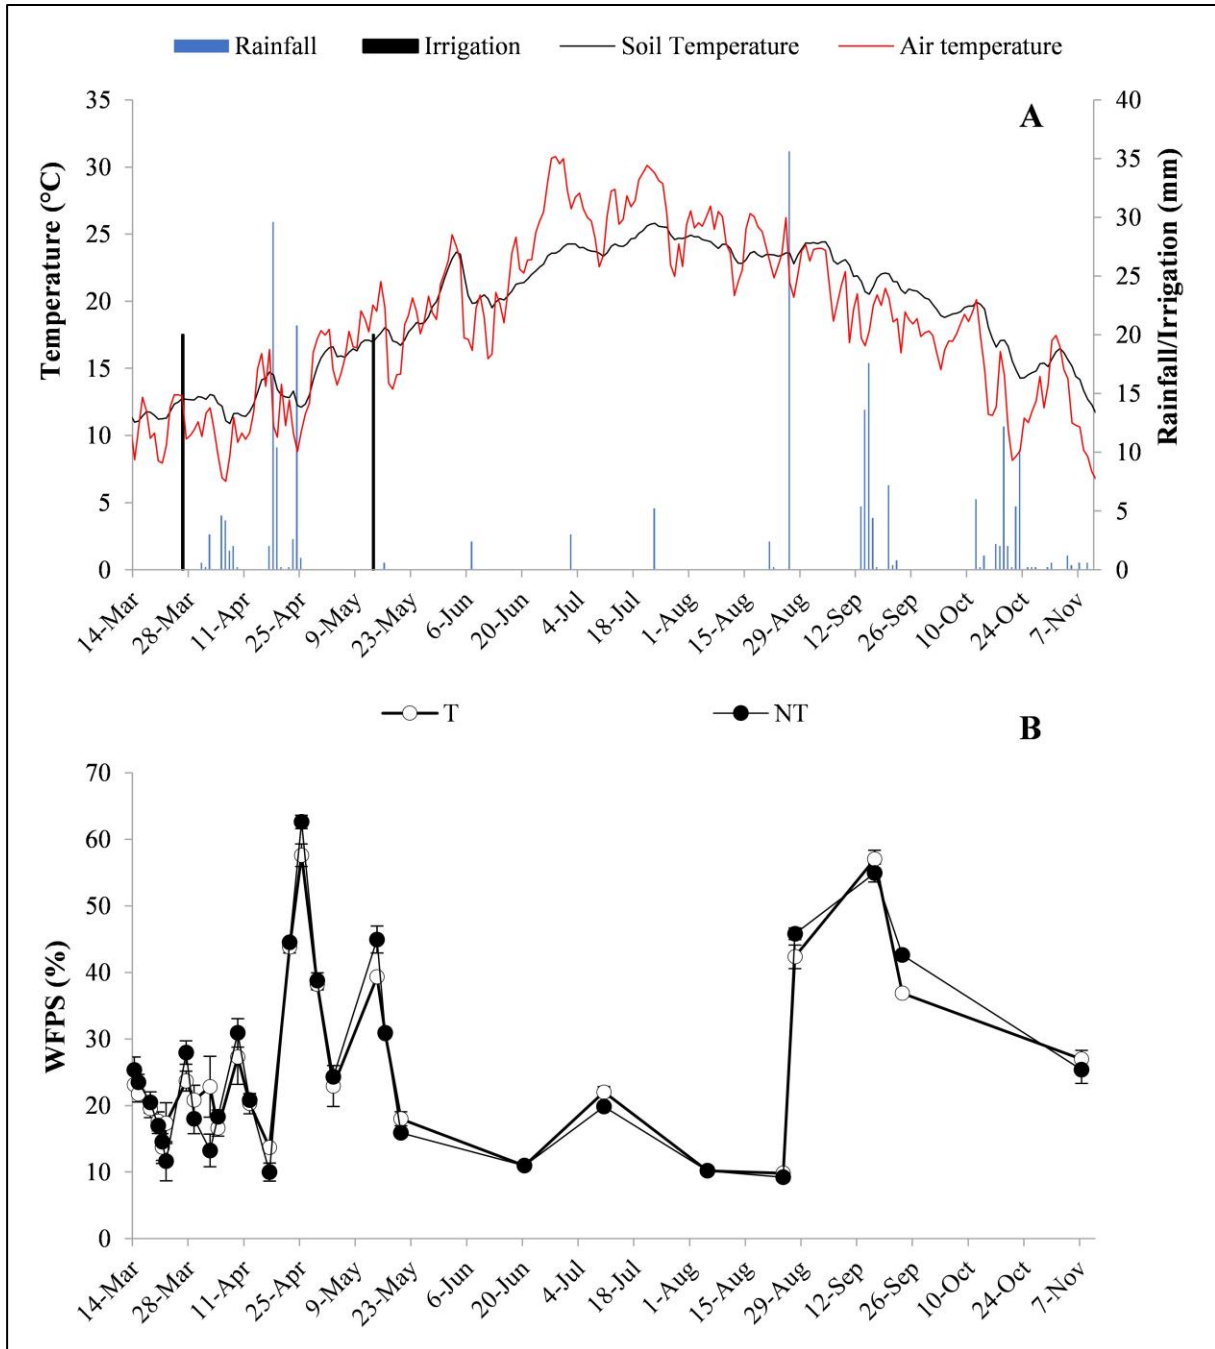 Rainfall Irrigation Soil Temperature Air temperature
A
35 30 25 20 15 10 5 0
Temperature (°C)
40 35 30 25 20 15 10 5 0
Rainfall/Irrigation (mm)
14-Mar 28-Mar 11-Apr 25-Apr 9-May 23-May 6-Jun 20-Jun 4-Jul 18-Jul 1-Aug 15-Aug 29-Aug 12-Sep 26-Sep 10-Oct 24-Oct 7-Nov
T NT
B
70 60 50 40 30 20 10 0
WFPS (%)
14-Mar 28-Mar 11-Apr 25-Apr 9-May 23-May 6-Jun 20-Jun 4-Jul 18-Jul 1-Aug 15-Aug 29-Aug 12-Sep 26-Sep 10-Oct 24-Oct 7-Nov